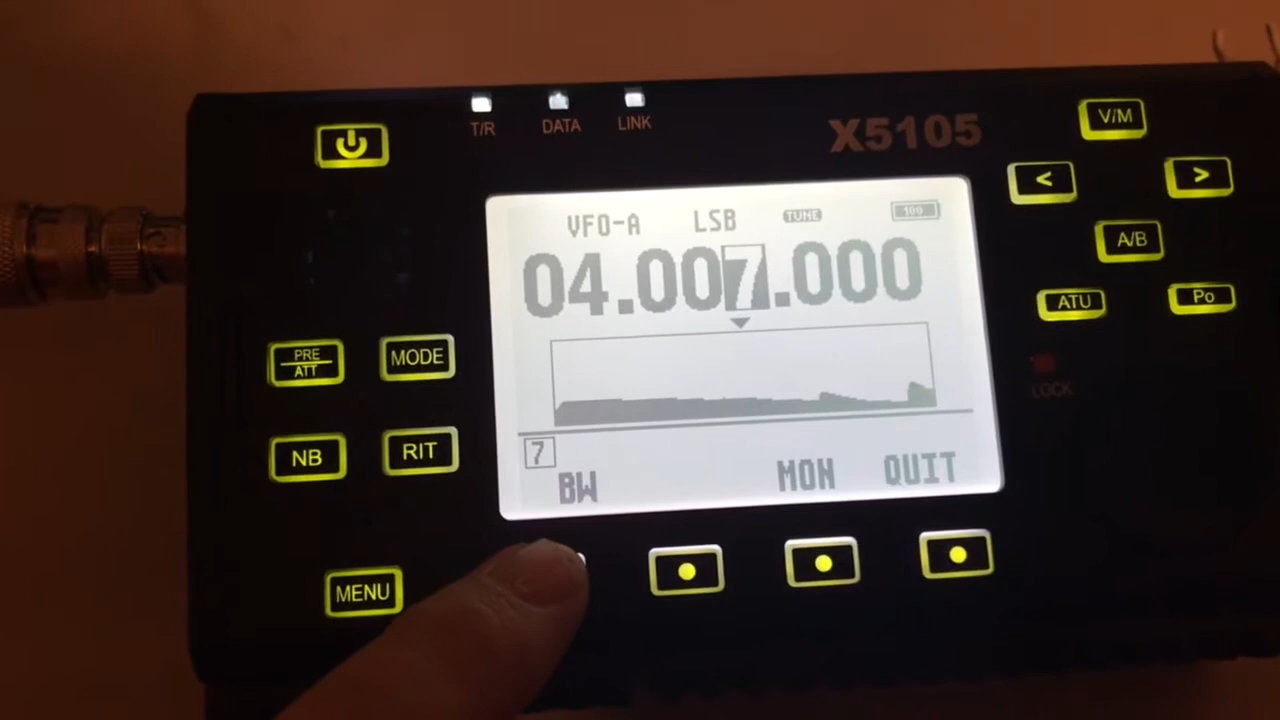 T/R DATA LINK
X5105
V/M
< >
VFO-A LSB TUNE 100
A/B
04.007.000
ATU Po
PRE
ATT
MODE
LOCK
NB RIT
7
BW MON QUIT
MENU